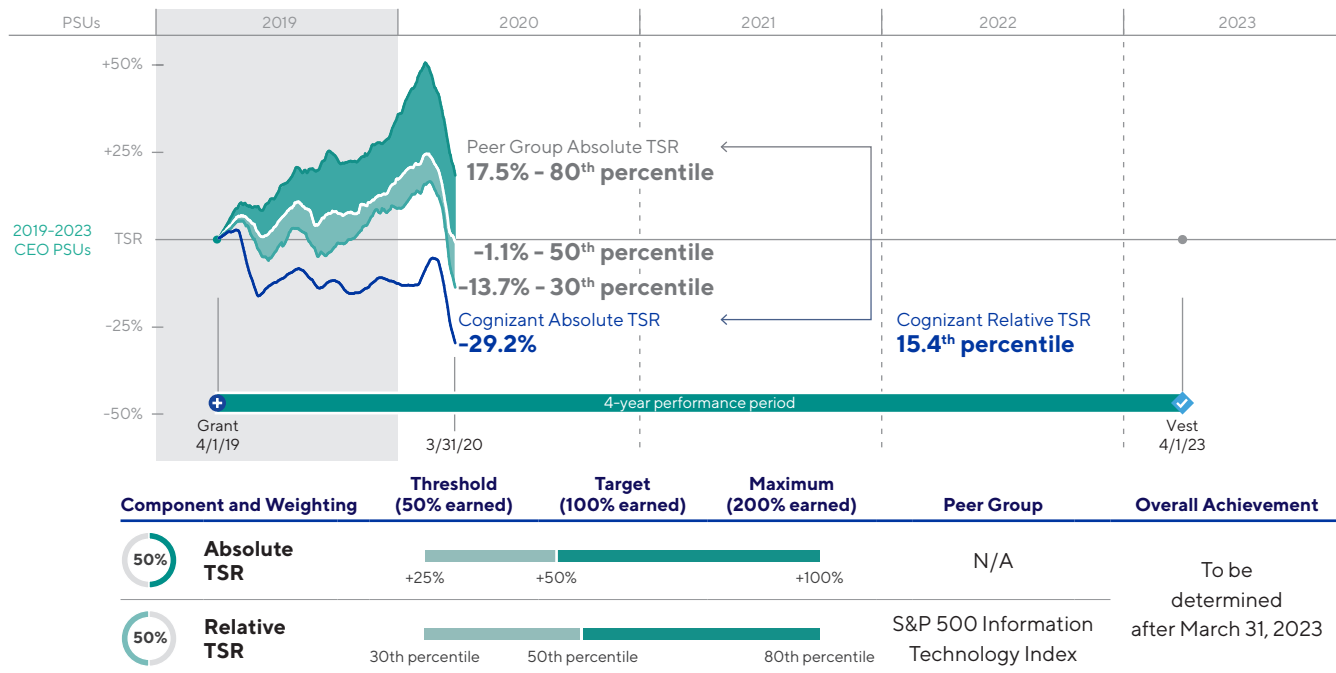 PSUs 2019 2020 2021 2022 2023
+50%
+25%
Peer Group Absolute TSR
17.5% - 80th percentile
2019-2023
CEO PSUs
TSR
-1.1% - 50th percentile
-13.7% - 30th percentile
-25%
Cognizant Absolute TSR
-29.2%
Cognizant Relative TSR
15.4th percentile
-50%
4-year performance period
Grant
4/1/19
3/31/20
Vest
4/1/23
Component and Weighting
Threshold
(50% earned)
Target
(100% earned)
Maximum
(200% earned)
Peer Group
Overall Achievement
50%
Absolute
TSR
+25% +50% +100%
N/A
To be
determined
after March 31, 2023
50%
Relative
TSR
30th percentile 50th percentile 80th percentile
S&P 500 Information
Technology Index